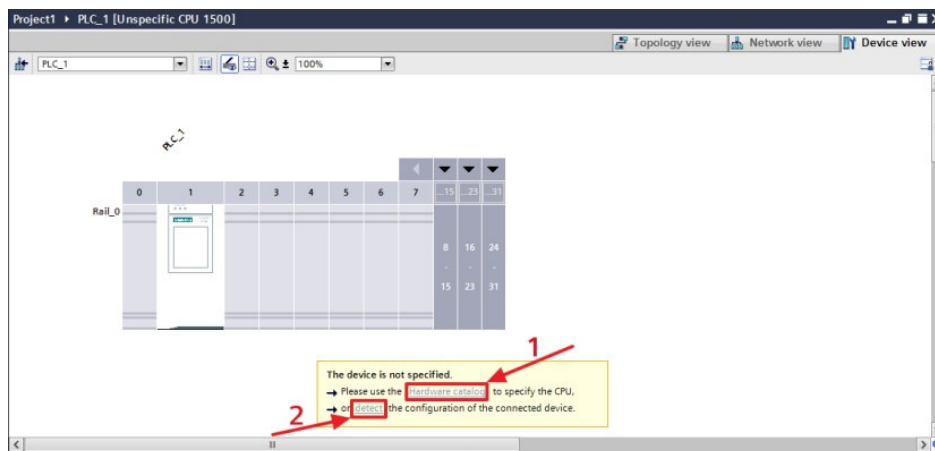 Project1 ▸ PLC_1 [Unspecific CPU 1500]
Topology view Network view Device view
PLC_1 100%
PLC_1
0 1 2 3 4 5 6 7 ...15 ...23 ...31
Rail_0
8 16 24
- - -
15 23 31
1
The device is not specified.
→ Please use the Hardware catalog to specify the CPU,
→ or detect the configuration of the connected device.
2